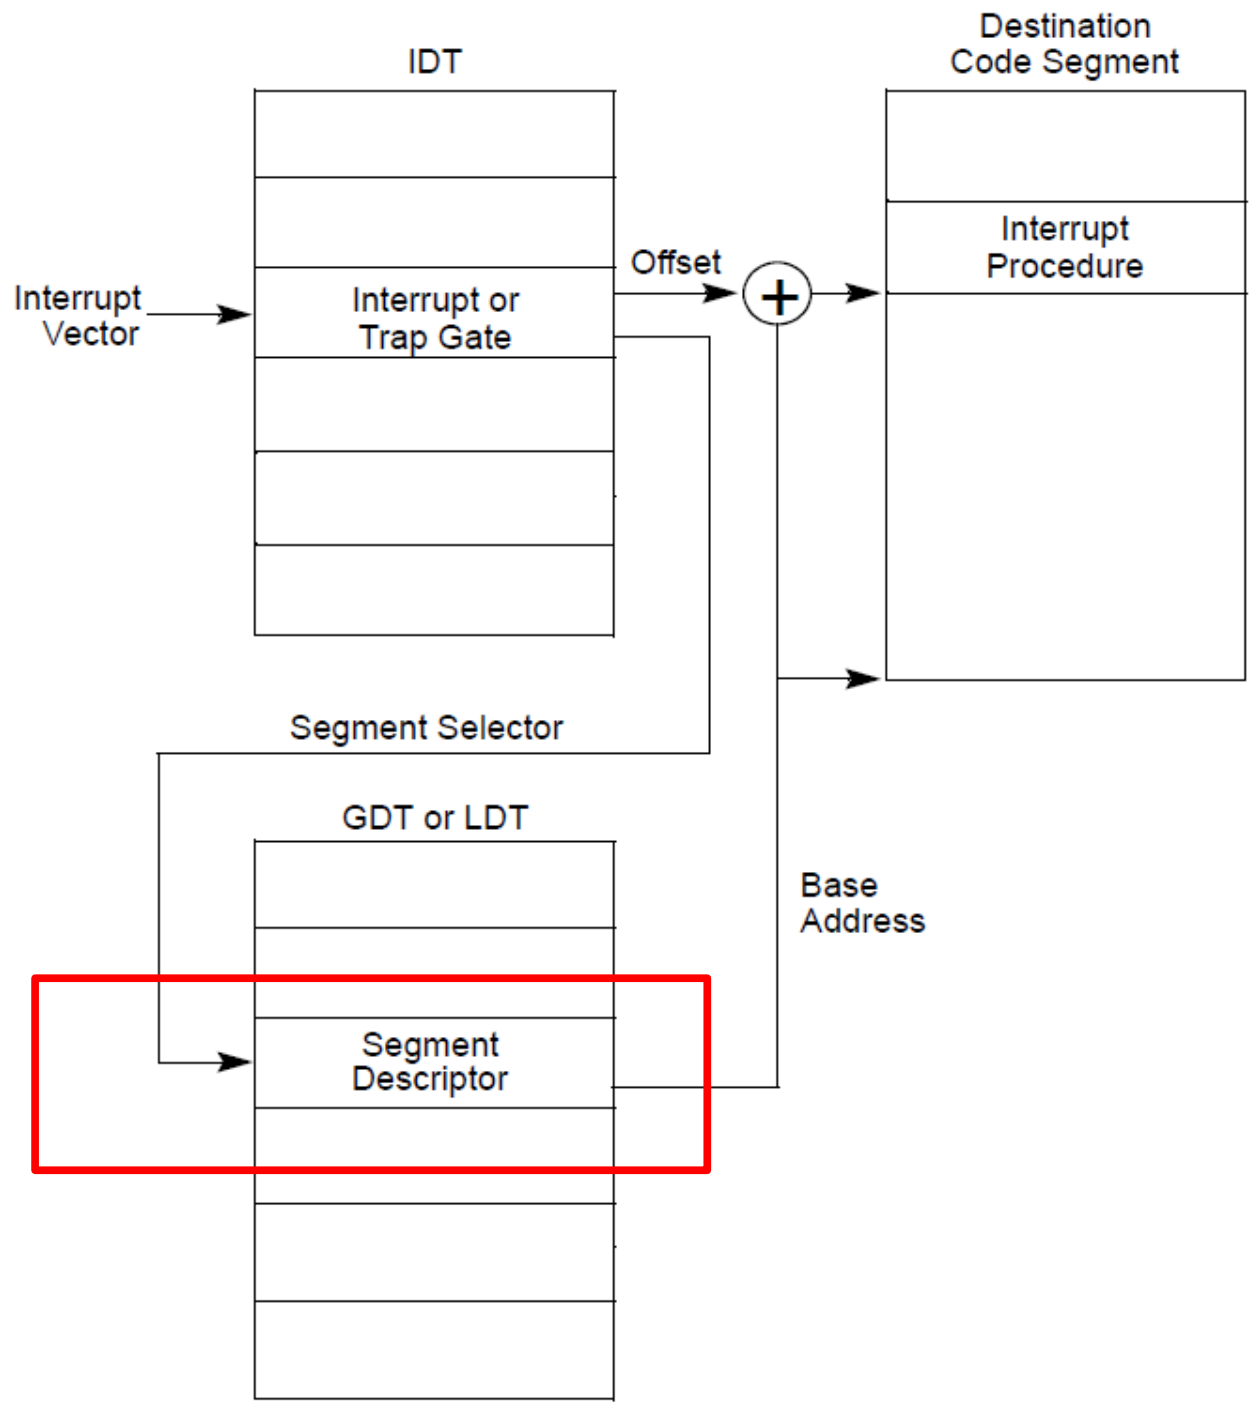 IDT
Destination
Code Segment
Interrupt
Procedure
Offset
+
Interrupt
Vector
Interrupt or
Trap Gate
Segment Selector
GDT or LDT
Base
Address
Segment
Descriptor